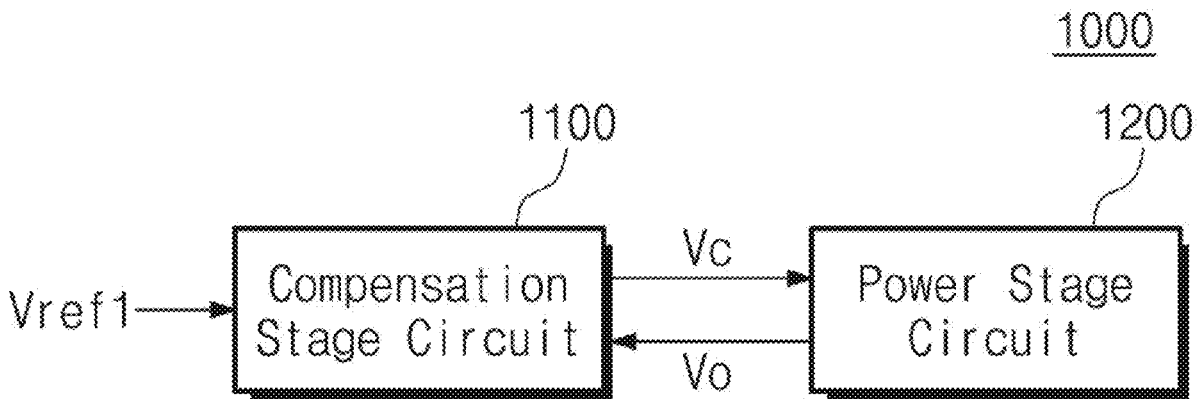 1000
1100
1200
Vref1
Compensation
Stage Circuit
Vc
Vo
Power Stage
Circuit